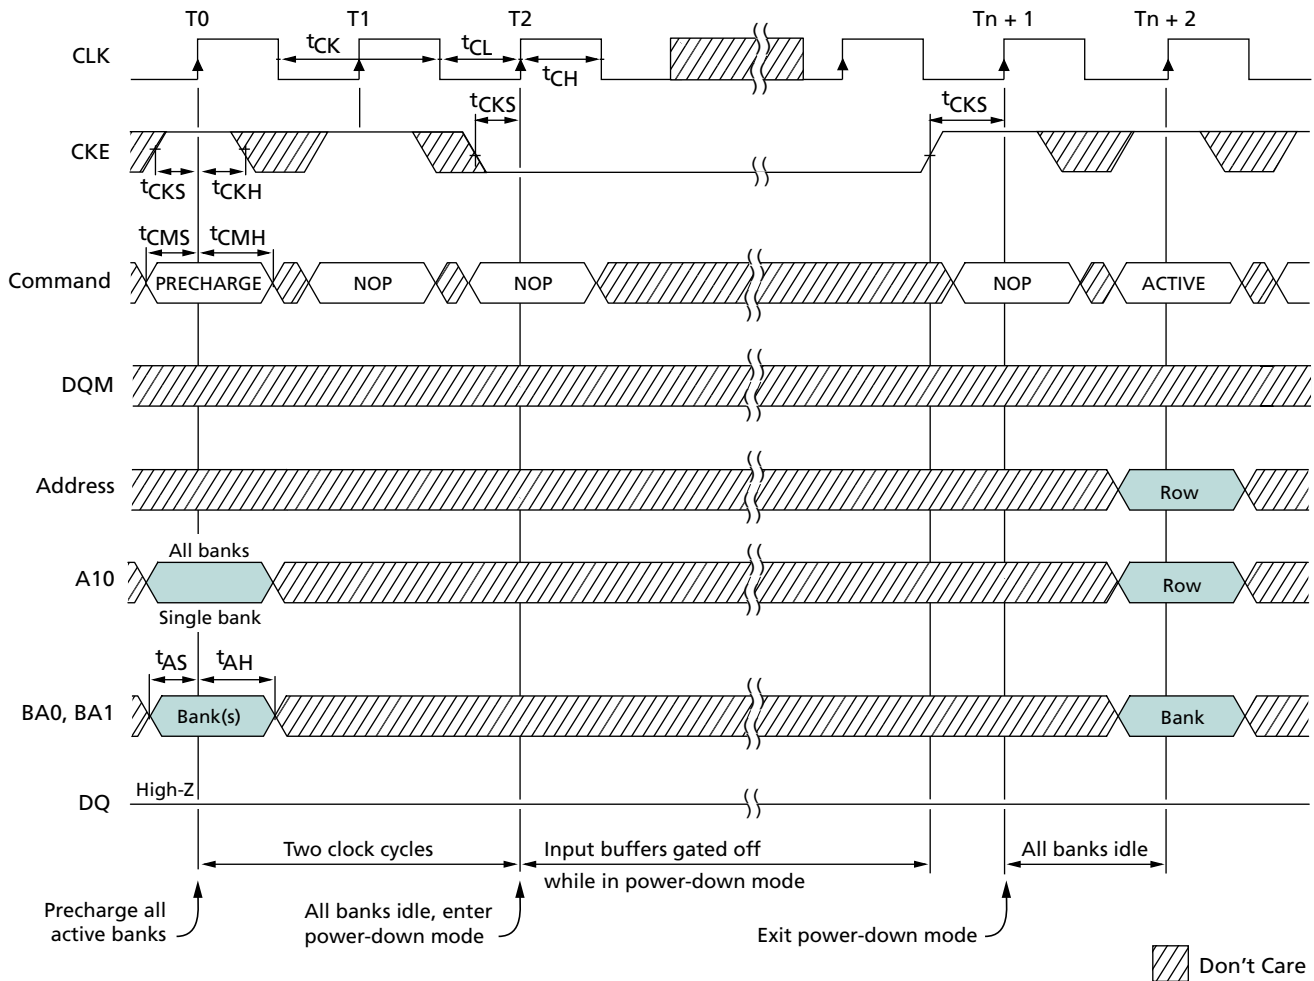 T0 T1 T2 Tn + 1 Tn + 2
CLK
tCK tCL
tCH
tCKS tCKS
CKE
tCKS tCKH
tCMS tCMH
Command PRECHARGE NOP NOP NOP ACTIVE
DQM
Address Row
All banks
A10 Row
Single bank
tAS tAH
BA0, BA1 Bank(s) Bank
High-Z
DQ
Two clock cycles
Input buffers gated off
while in power-down mode
All banks idle
Precharge all
active banks
All banks idle, enter
power-down mode
Exit power-down mode
Don't Care